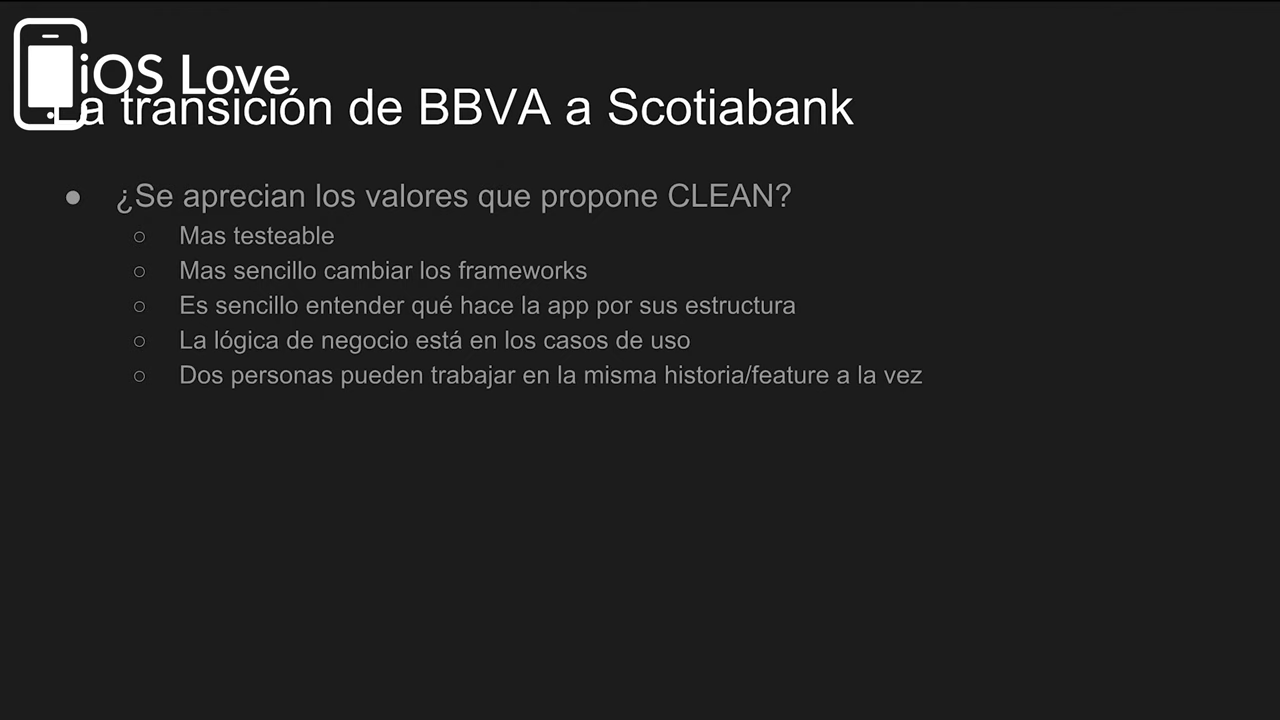 iOS Love
La transición de BBVA a Scotiabank
¿Se aprecian los valores que propone CLEAN?
Mas testeable
Mas sencillo cambiar los frameworks
Es sencillo entender qué hace la app por sus estructura
La lógica de negocio está en los casos de uso
Dos personas pueden trabajar en la misma historia/feature a la vez